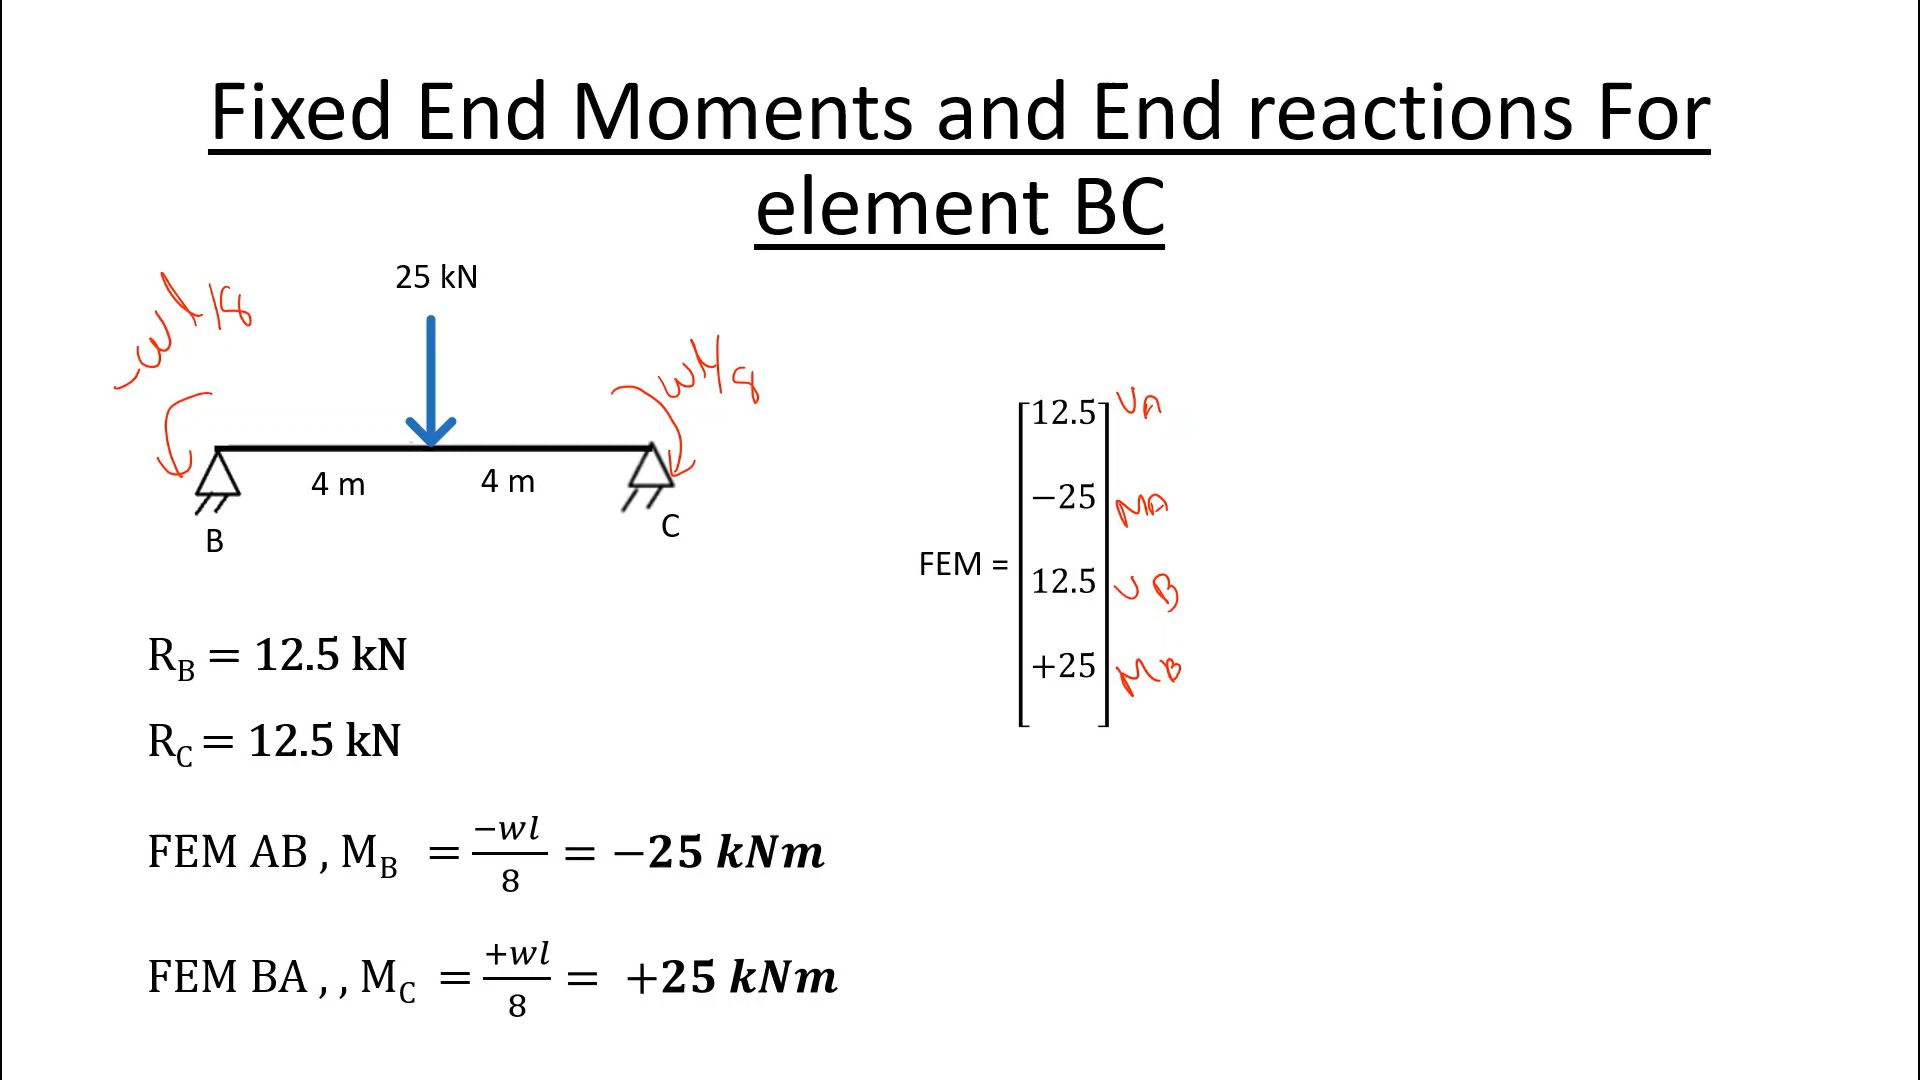 Fixed End Moments and End reactions For
element BC
-wl/8
25 kN
wl/8
4 m
4 m
B
C
FEM =
12.5 VA
−25 MA
12.5 VB
+25 MB
R_B = 12.5 kN
R_C = 12.5 kN
FEM AB , M_B = −wl/8 = −25 kNm
FEM BA , , M_C = +wl/8 = +25 kNm